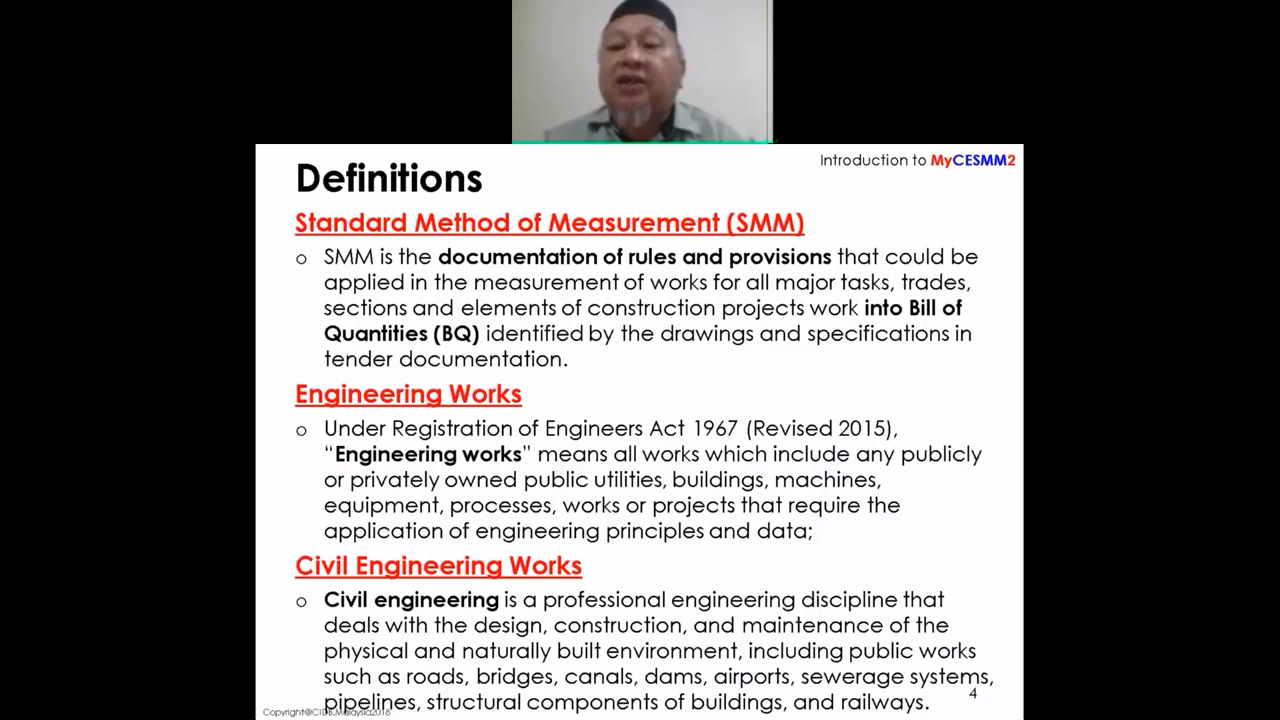 Introduction to MyCESMM2
Definitions
Standard Method of Measurement (SMM)
o SMM is the documentation of rules and provisions that could be
applied in the measurement of works for all major tasks, trades,
sections and elements of construction projects work into Bill of
Quantities (BQ) identified by the drawings and specifications in
tender documentation.
Engineering Works
o Under Registration of Engineers Act 1967 (Revised 2015),
“Engineering works” means all works which include any publicly
or privately owned public utilities, buildings, machines,
equipment, processes, works or projects that require the
application of engineering principles and data;
Civil Engineering Works
o Civil engineering is a professional engineering discipline that
deals with the design, construction, and maintenance of the
physical and naturally built environment, including public works
such as roads, bridges, canals, dams, airports, sewerage systems,
pipelines, structural components of buildings, and railways.
4
Copyright@CIDB.Malaysia2018